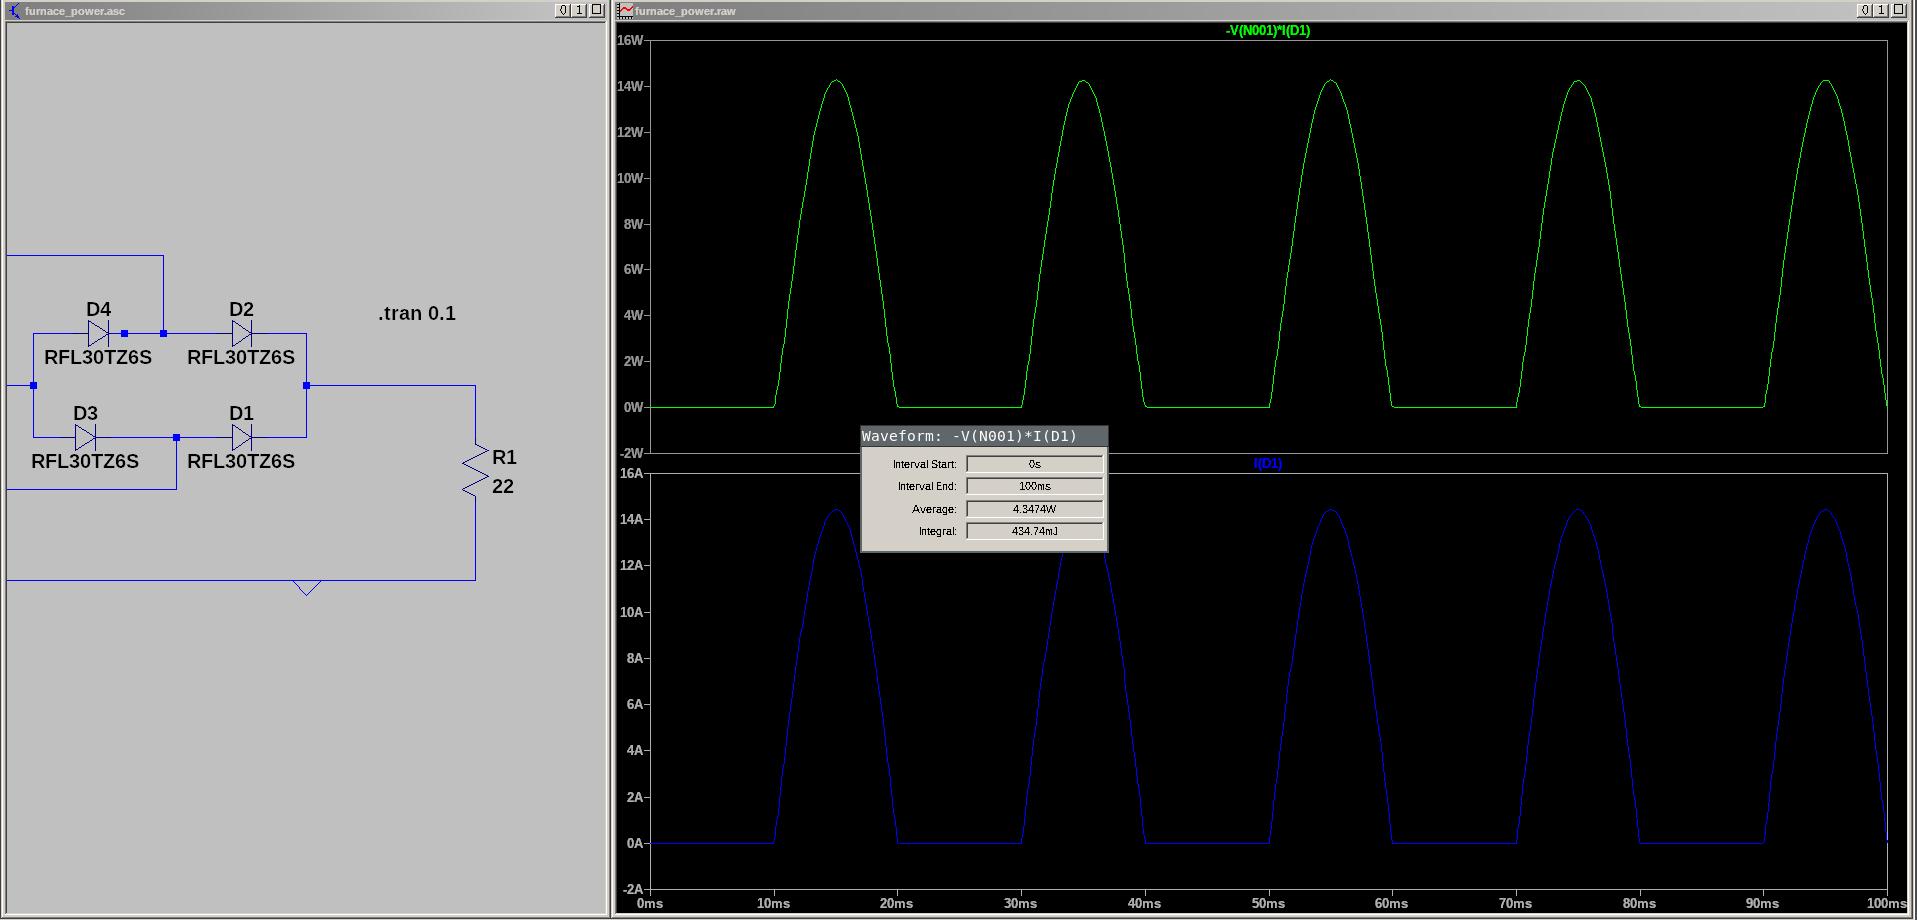 furnace_power.asc
D4
D2
.tran 0.1
RFL30TZ6S
RFL30TZ6S
D3
D1
RFL30TZ6S
RFL30TZ6S
R1
22
furnace_power.raw
-V(N001)*I(D1)
16W
14W
12W
10W
8W
6W
4W
2W
0W
-2W
Waveform: -V(N001)*I(D1)
Interval Start: 0s
Interval End: 100ms
Average: 4.3474W
Integral: 434.74mJ
I(D1)
16A
14A
12A
10A
8A
6A
4A
2A
0A
-2A
0ms 10ms 20ms 30ms 40ms 50ms 60ms 70ms 80ms 90ms 100ms